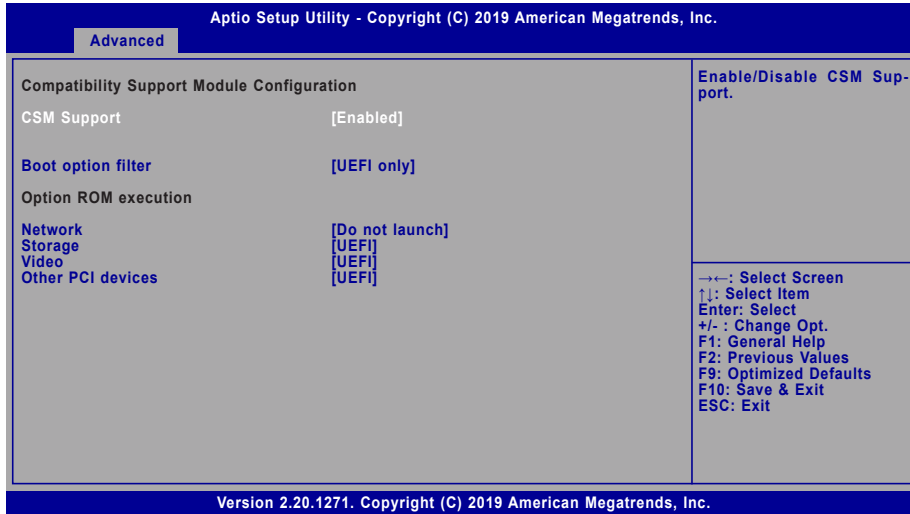 Aptio Setup Utility - Copyright (C) 2019 American Megatrends, Inc.
Advanced
Compatibility Support Module Configuration
CSM Support [Enabled]
Boot option filter [UEFI only]
Option ROM execution
Network [Do not launch]
Storage [UEFI]
Video [UEFI]
Other PCI devices [UEFI]
Enable/Disable CSM Sup-
port.
→←: Select Screen
↑↓: Select Item
Enter: Select
+/- : Change Opt.
F1: General Help
F2: Previous Values
F9: Optimized Defaults
F10: Save & Exit
ESC: Exit
Version 2.20.1271. Copyright (C) 2019 American Megatrends, Inc.